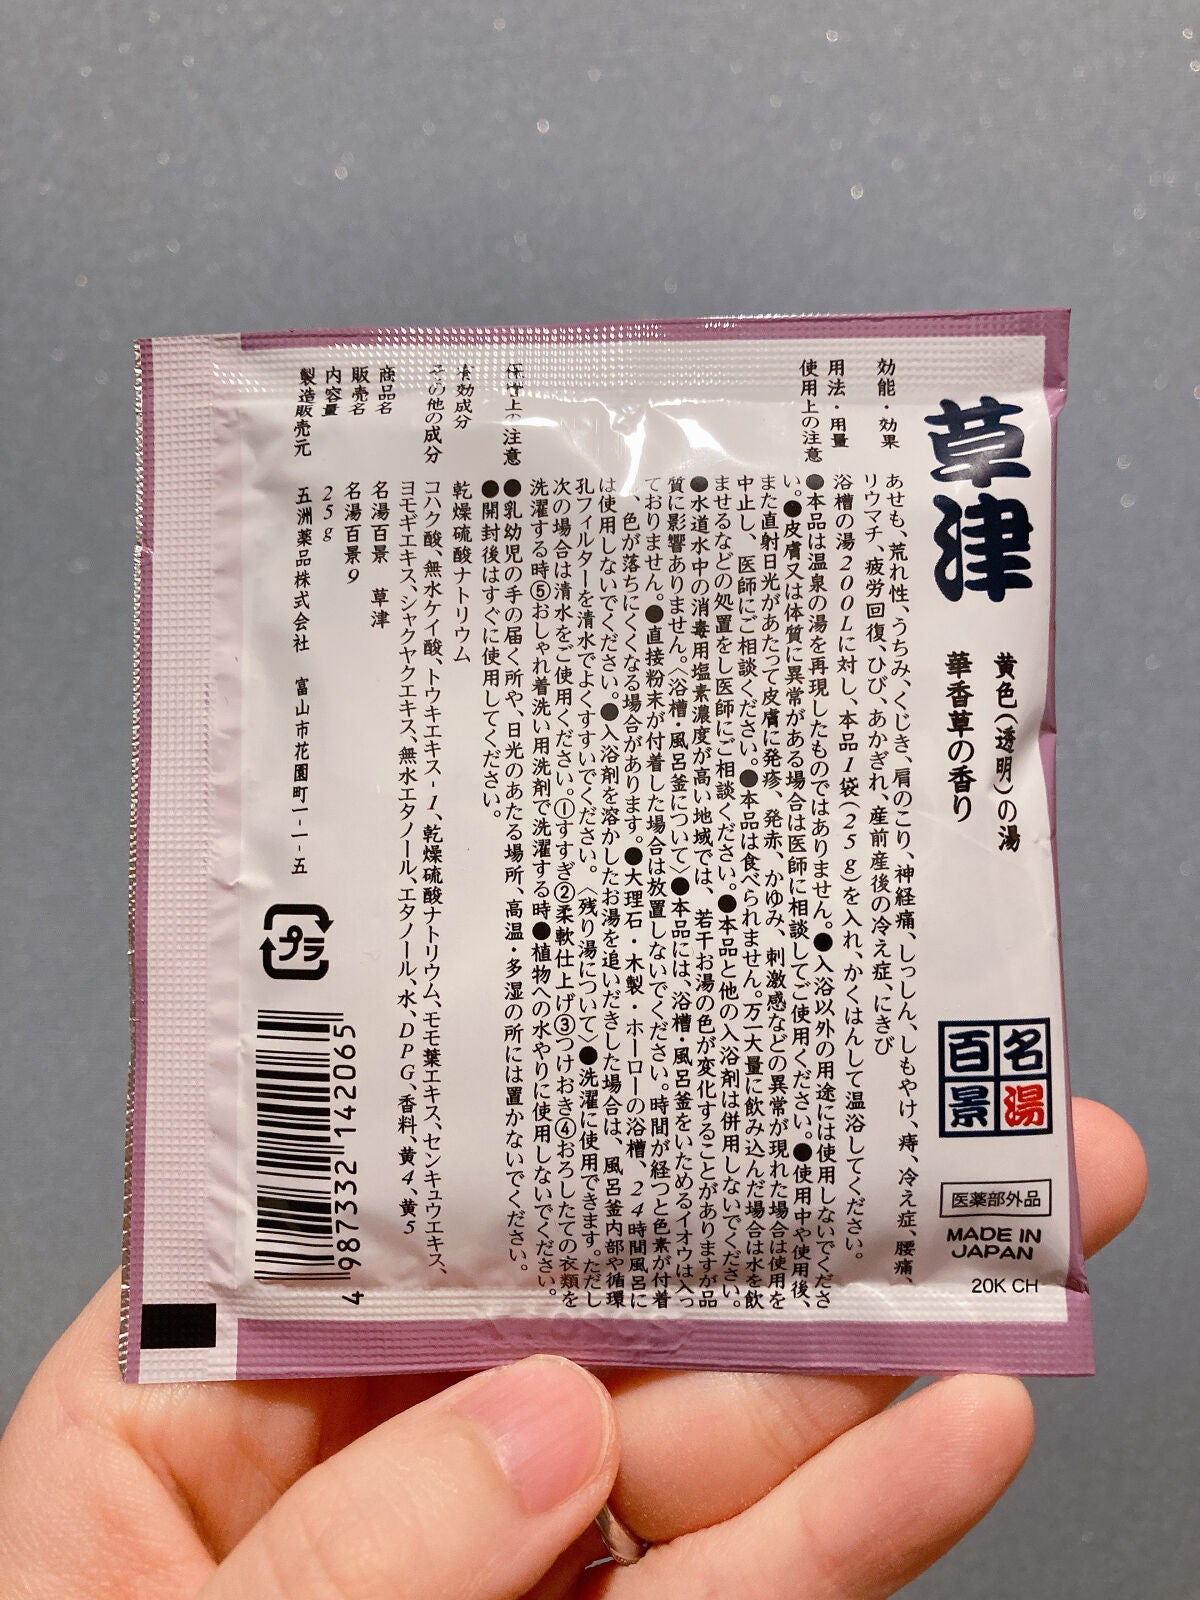 草津
黄色(透明)の湯
華香草の香り
名湯
百景
医薬部外品
MADE IN
JAPAN
20K CH
効能・効果
あせも、荒れ性、うちみ、くじき、肩のこり、神経痛、しっしん、しもやけ、痔、冷え症、腰痛、
リウマチ、疲労回復、ひび、あかぎれ、産前産後の冷え症、にきび
用法・用量
浴槽の湯200Lに対し、本品1袋(25g)を入れ、かくはんして温浴してください。
使用上の注意
●本品は温泉の湯を再現したものではありません。●入浴以外の用途には使用しないでくださ
い。●皮膚又は体質に異常がある場合は医師に相談してご使用ください。●使用中や使用後、
また直射日光があたって皮膚に発疹、発赤、かゆみ、刺激感などの異常が現れた場合は使用を
中止し、医師にご相談ください。●本品は食べられません。万一大量に飲み込んだ場合は水を飲
ませるなどの処置をし医師にご相談ください。●本品と他の入浴剤は併用しないでください。
●水道水中の消毒用塩素濃度が高い地域では、若干お湯の色が変化することがありますが品
質に影響ありません。〈浴槽・風呂釜について〉●本品には、浴槽・風呂釜をいためるイオウは入っ
ておりません。●直接粉末が付着した場合は放置しないでください。時間が経つと色素が付着
し、色が落ちにくくなる場合があります。●大理石・木製・ホーローの浴槽、24時間風呂に
は使用しないでください。●入浴剤を溶かしたお湯を追いだきした場合は、風呂釜内部や循環
孔フィルターを清水でよくすすいでください。〈残り湯について〉●洗濯に使用できます。ただし
次の場合は清水をご使用ください。①すすぎ②柔軟仕上げ③つけおき④おろしたての衣類を
洗濯する時⑤おしゃれ着洗い用洗剤で洗濯する時●植物への水やりに使用しないでください。
保管上の注意
●乳幼児の手の届く所や、日光のあたる場所、高温・多湿の所には置かないでください。
●開封後はすぐに使用してください。
有効成分
乾燥硫酸ナトリウム
その他の成分
コハク酸、無水ケイ酸、トウキエキス-1、乾燥硫酸ナトリウム、モモ葉エキス、センキュウエキス、
ヨモギエキス、シャクヤクエキス、無水エタノール、エタノール、水、DPG、香料、黄4、黄5
商品名
名湯百景 草津
販売名
名湯百景9
内容量
25g
製造販売元
五洲薬品株式会社 富山市花園町一-一-五
プラ
4 987332 142065